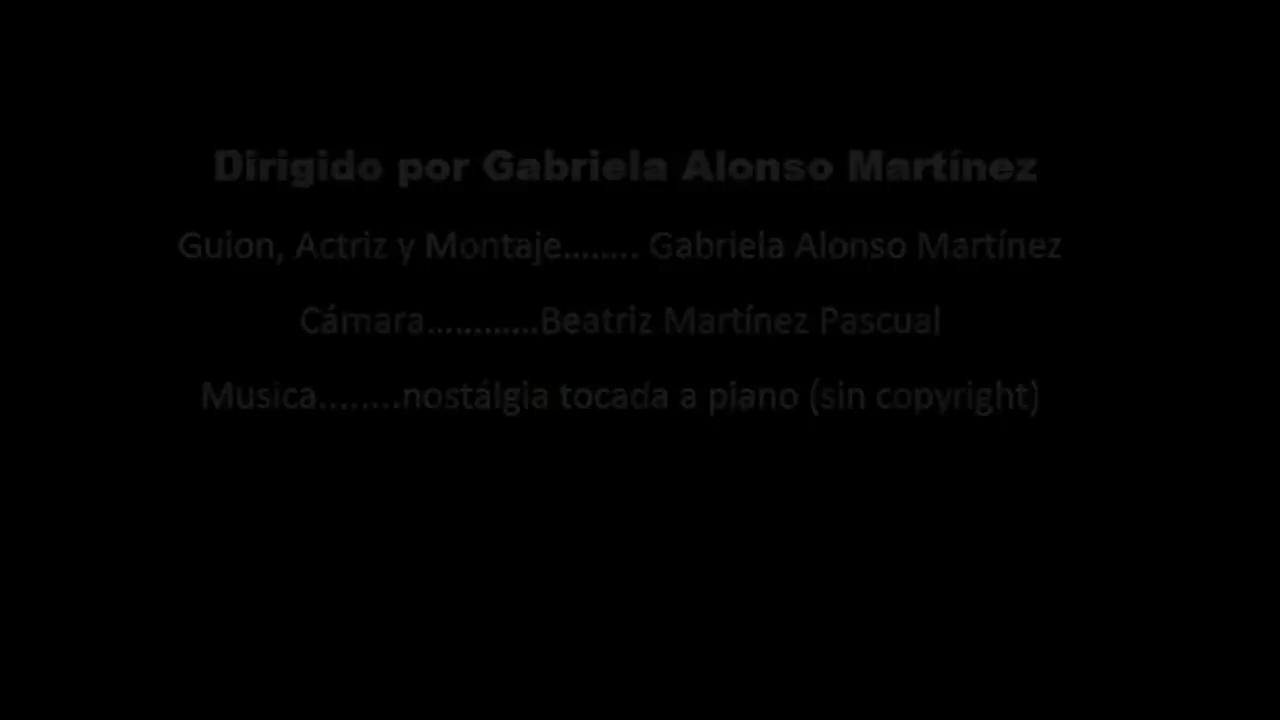 Dirigido por Gabriela Alonso Martínez
Guion, Actriz y Montaje........ Gabriela Alonso Martínez
Cámara............Beatriz Martínez Pascual
Musica........nostálgia tocada a piano (sin copyright)